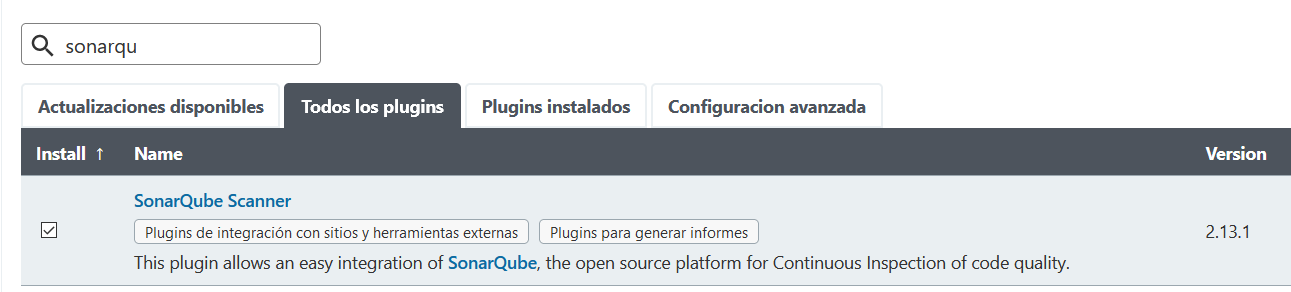 sonarqu
Actualizaciones disponibles Todos los plugins Plugins instalados Configuracion avanzada
Install ↑ Name Version
SonarQube Scanner
Plugins de integración con sitios y herramientas externas Plugins para generar informes
2.13.1
This plugin allows an easy integration of SonarQube, the open source platform for Continuous Inspection of code quality.